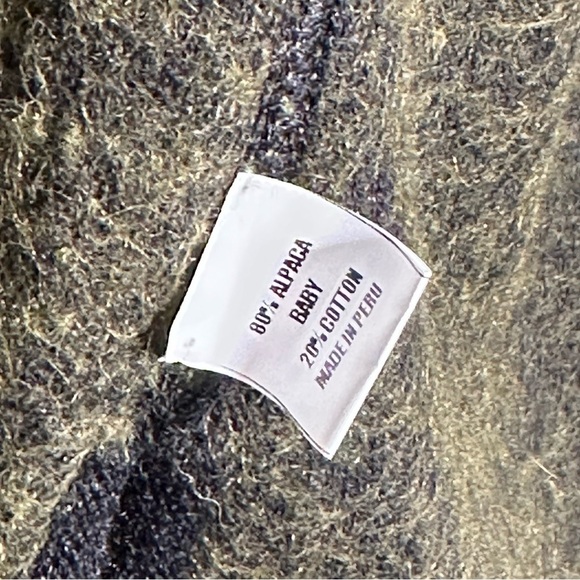 80% ALPACA
BABY
20% COTTON
MADE IN PERU